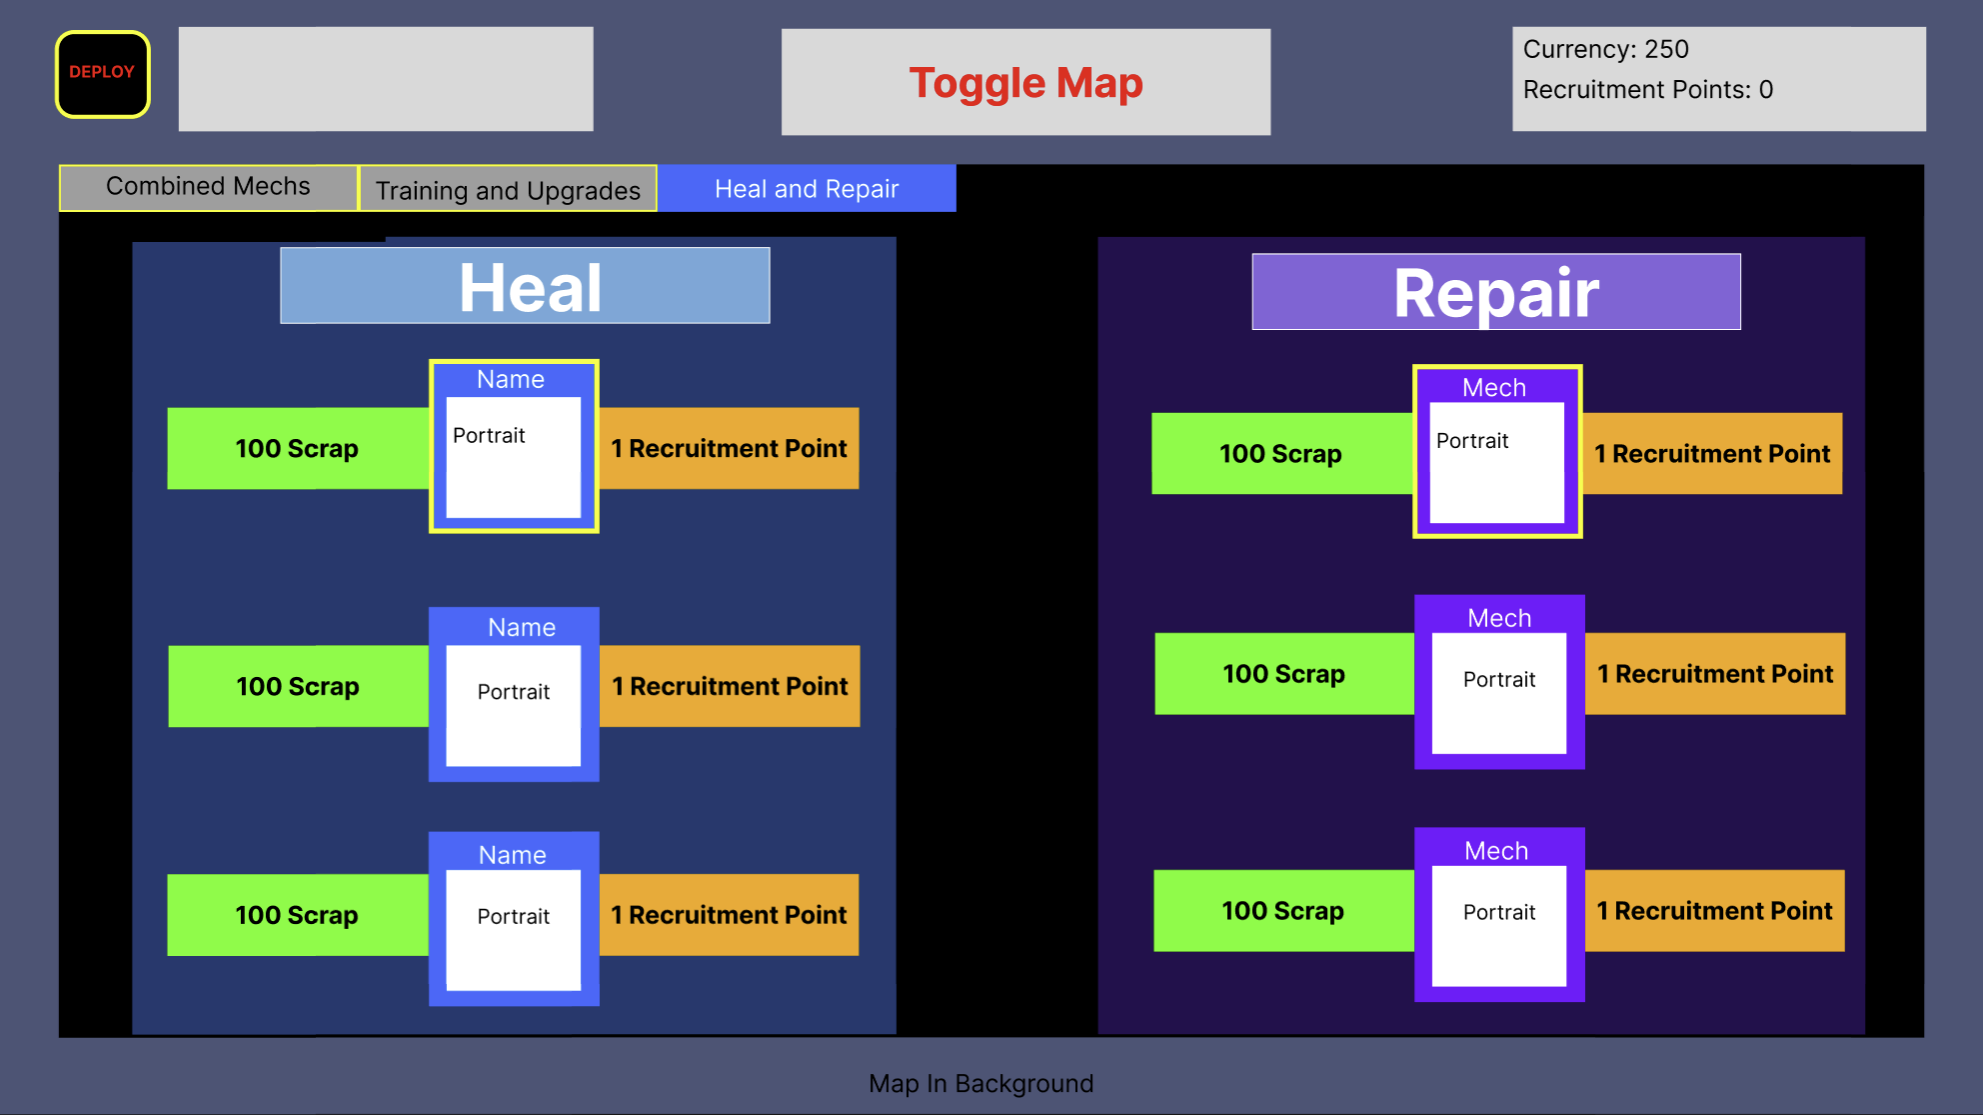 DEPLOY
Toggle Map
Currency: 250
Recruitment Points: 0
Combined Mechs
Training and Upgrades
Heal and Repair
Heal
Name
100 Scrap
Portrait
1 Recruitment Point
Name
100 Scrap
Portrait
1 Recruitment Point
Name
100 Scrap
Portrait
1 Recruitment Point
Repair
Mech
100 Scrap
Portrait
1 Recruitment Point
Mech
100 Scrap
Portrait
1 Recruitment Point
Mech
100 Scrap
Portrait
1 Recruitment Point
Map In Background